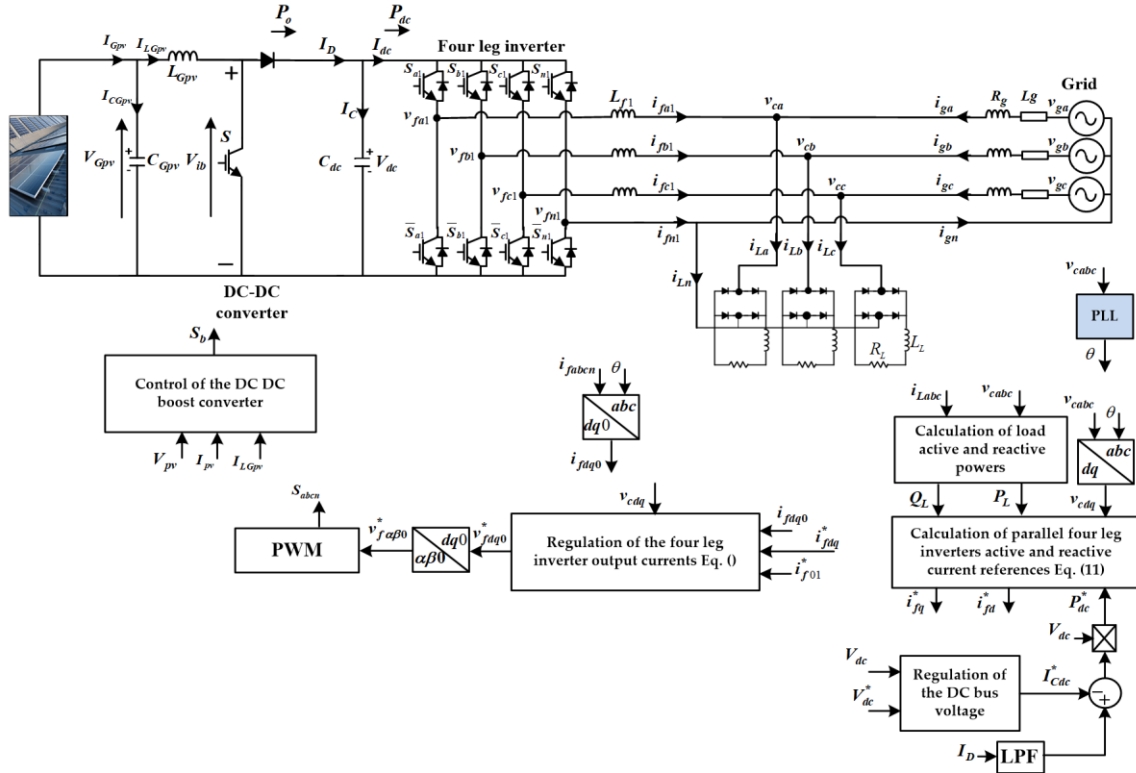 P_o
P_dc
I_Gpv
I_LGpv
I_D
I_dc
Four leg inverter
L_Gpv
+
S_a1
S_b1
S_c1
S_n1
I_CGpv
I_C
L_f1
i_fa1
v_ca
i_ga
R_g
Lg
Grid
v_ga
v_fa1
V_Gpv
+
-
C_Gpv
V_ib
S
C_dc
+
-
V_dc
v_fb1
i_fb1
v_cb
i_gb
v_gb
v_fc1
i_fc1
v_cc
i_gc
v_gc
v_fn1
i_fn1
i_gn
S̅_a1
S̅_b1
S̅_c1
S̅_n1
−
i_La
i_Lb
i_Lc
i_Ln
R_L
L_L
DC-DC
converter
S_b
Control of the DC DC
boost converter
V_pv
I_pv
I_LGpv
v_cabc
PLL
θ
i_fabcn
θ
abc
dq0
i_fdq0
i_Labc
v_cabc
Calculation of load
active and reactive
powers
v_cabc
θ
abc
dq
Q_L
P_L
v_cdq
S_abcn
PWM
v*_fαβ0
dq0
αβ0
v*_fdq0
v_cdq
Regulation of the four leg
inverter output currents Eq. ()
i_fdq0
i*_fdq
i*_f01
Calculation of parallel four leg
inverters active and reactive
current references Eq. (11)
i*_fq
i*_fd
P*_dc
V_dc
V_dc
V*_dc
Regulation of
the DC bus
voltage
I*_Cdc
−
+
I_D
LPF